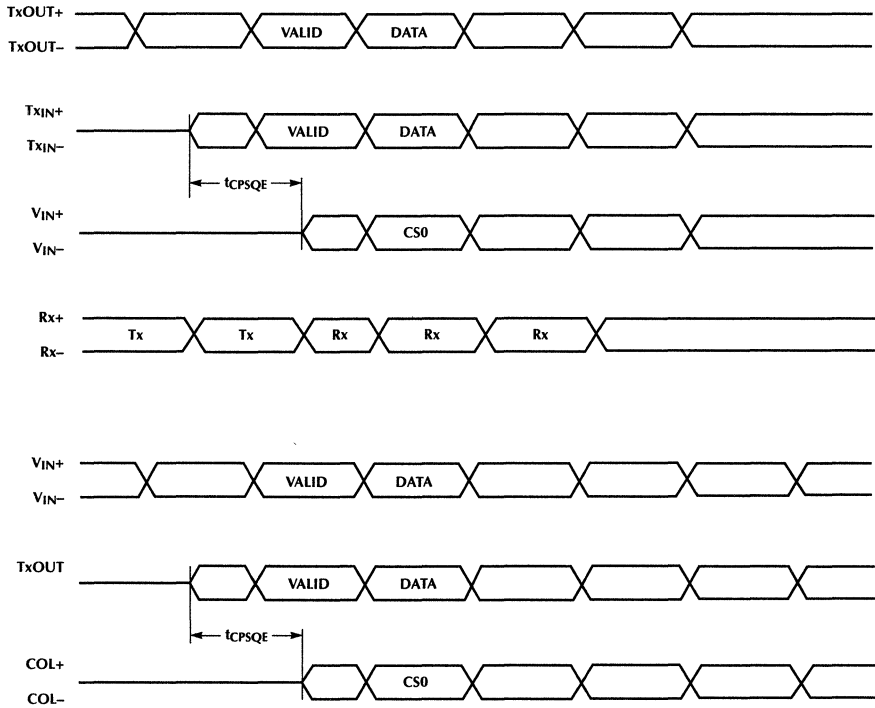 TxOUT+
TxOUT–
VALID DATA
TxIN+
TxIN–
VALID DATA
tCPSQE
VIN+
VIN–
CS0
Rx+
Rx–
Tx Tx Rx Rx Rx
VIN+
VIN–
VALID DATA
TxOUT
VALID DATA
tCPSQE
COL+
COL–
CS0